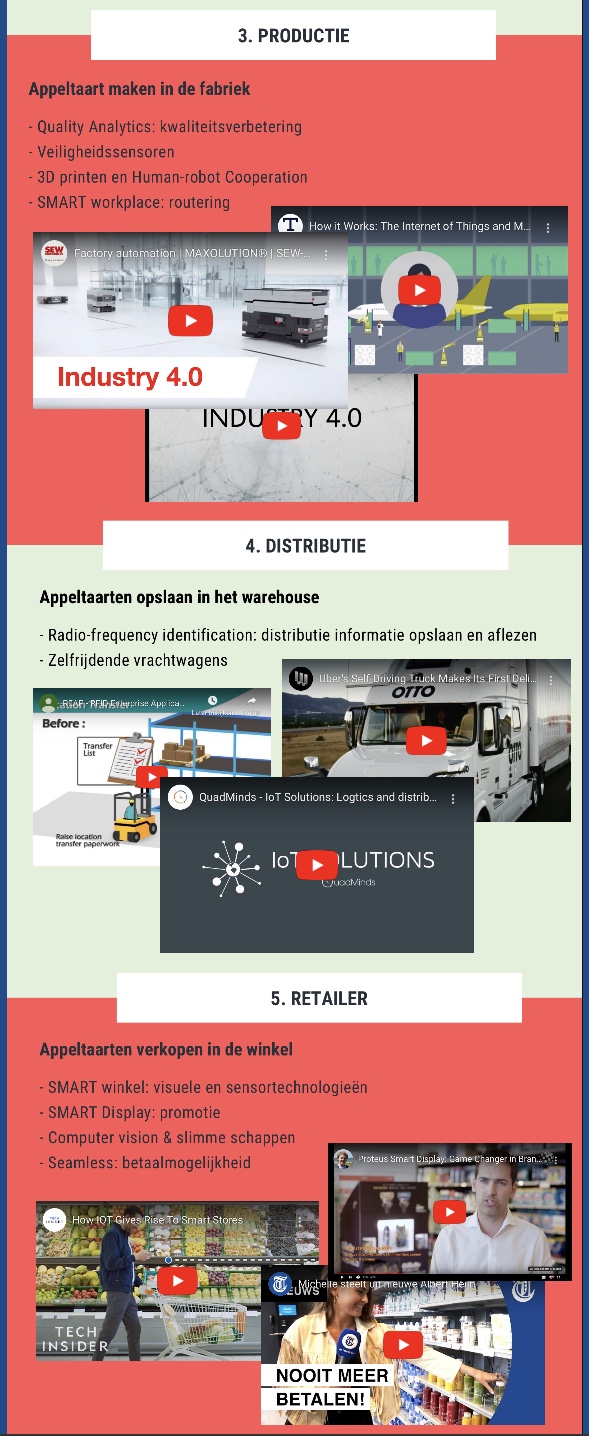 3. PRODUCTIE
Appeltaart maken in de fabriek
- Quality Analytics: kwaliteitsverbetering
- Veiligheidssensoren
- 3D printen en Human-robot Cooperation
- SMART workplace: routering
How it Works: The Internet of Things and M...
SEW
Factory automation | MAXOLUTION® | SEW-...
Industry 4.0
INDUSTRY 4.0
4. DISTRIBUTIE
Appeltaarten opslaan in het warehouse
- Radio-frequency identification: distributie informatie opslaan en aflezen
- Zelfrijdende vrachtwagens
Uber's Self Driving Truck Makes Its First Deli...
OTTO
RFID Enterprise Applica...
Before :
Transfer
List
Raise location
transfer paperwork
QuadMinds - IoT Solutions: Logtics and distrib...
IoT SOLUTIONS
QuadMinds
5. RETAILER
Appeltaarten verkopen in de winkel
- SMART winkel: visuele en sensortechnologieën
- SMART Display: promotie
- Computer vision & slimme schappen
- Seamless: betaalmogelijkheid
Proteus Smart Display: Game Changer in Bran...
TECH
INSIDER
How IOT Gives Rise To Smart Stores
TECH
INSIDER
Michelle steelt uit nieuwe Albert Heijn
NOOIT MEER
BETALEN!